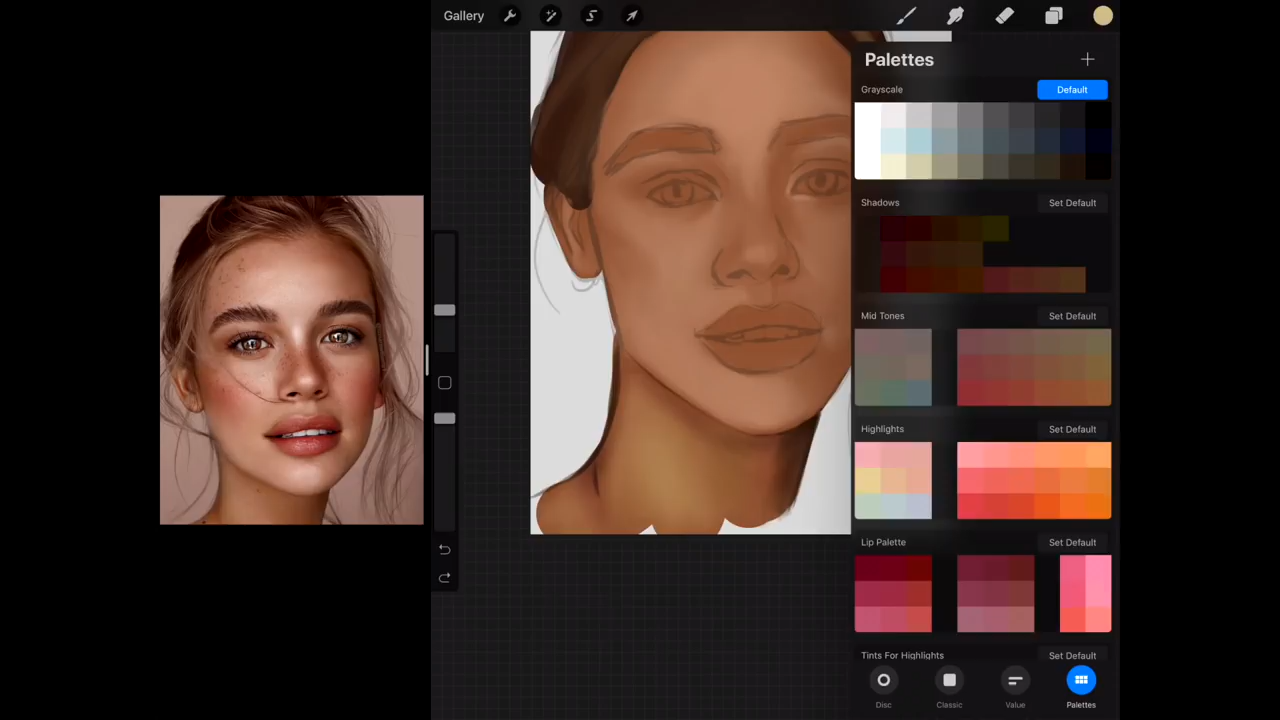 Gallery
Palettes
Grayscale
Default
Shadows
Set Default
Mid Tones
Set Default
Highlights
Set Default
Lip Palette
Set Default
Tints For Highlights
Set Default
Disc
Classic
Value
Palettes